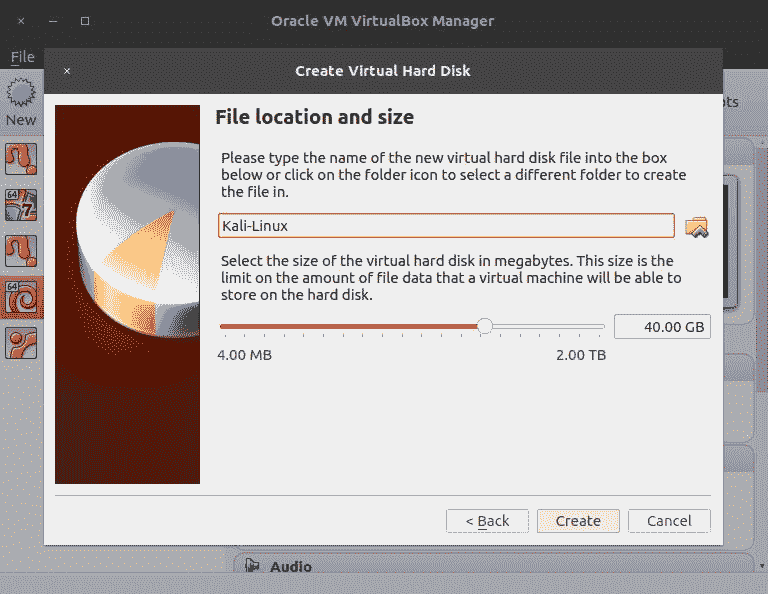 Oracle VM VirtualBox Manager
File
Create Virtual Hard Disk
New
File location and size
Please type the name of the new virtual hard disk file into the box
below or click on the folder icon to select a different folder to create
the file in.
Kali-Linux
Select the size of the virtual hard disk in megabytes. This size is the
limit on the amount of file data that a virtual machine will be able to
store on the hard disk.
40.00 GB
4.00 MB 2.00 TB
< Back Create Cancel
Audio
64
64